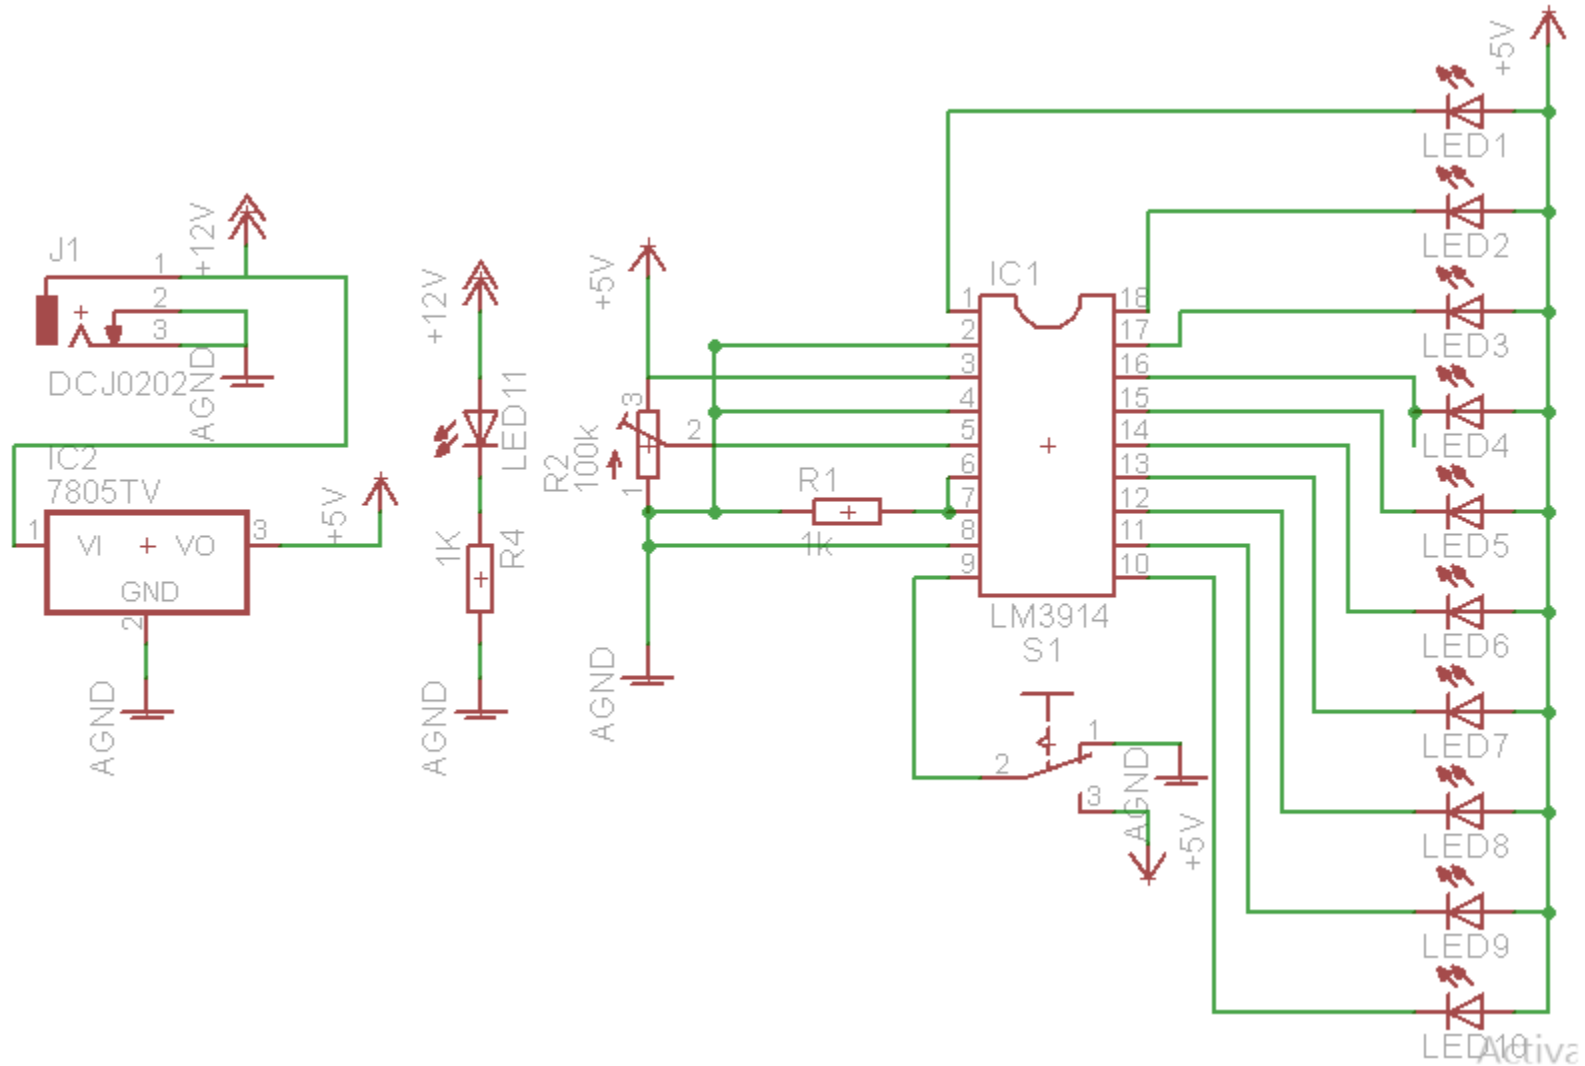 J1
1
2
3
DCJ0202
+12V
AGND
IC2
7805TV
1
VI
VO
3
GND
2
+5V
AGND
+12V
LED11
1K
R4
AGND
+5V
3
2
1
R2
100k
R1
1k
AGND
IC1
1
2
3
4
5
6
7
8
9
18
17
16
15
14
13
12
11
10
LM3914
S1
2
1
3
AGND
+5V
+5V
LED1
LED2
LED3
LED4
LED5
LED6
LED7
LED8
LED9
LED10
Activa